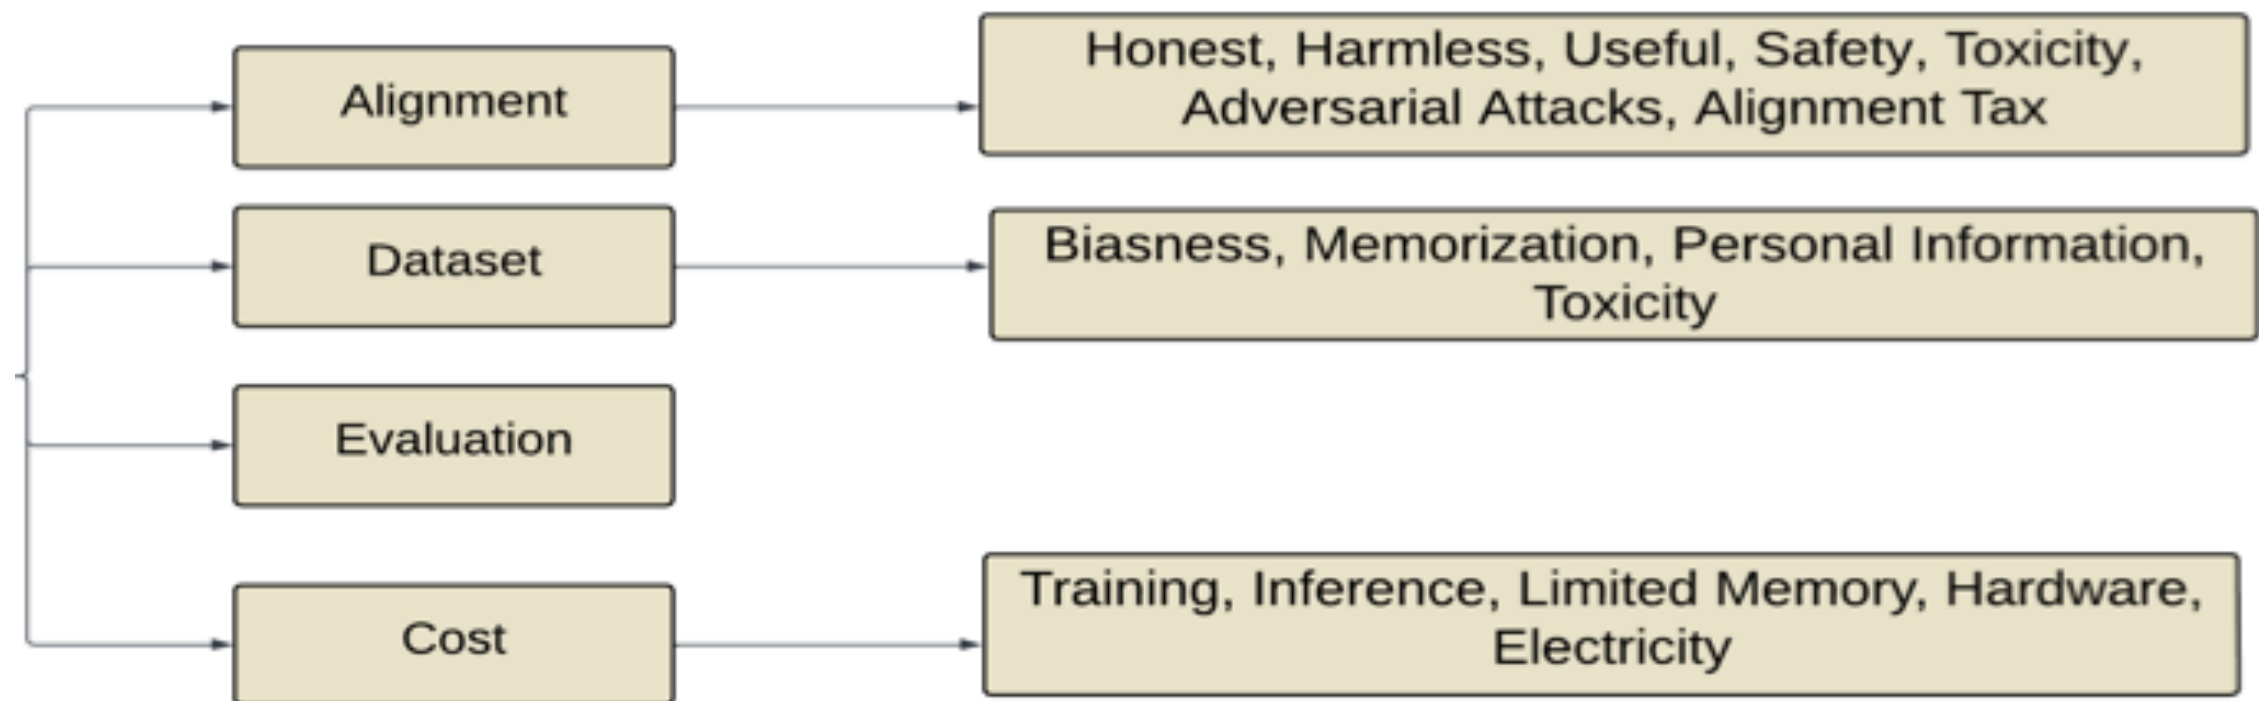 Alignment
Honest, Harmless, Useful, Safety, Toxicity,
Adversarial Attacks, Alignment Tax
Dataset
Biasness, Memorization, Personal Information,
Toxicity
Evaluation
Cost
Training, Inference, Limited Memory, Hardware,
Electricity